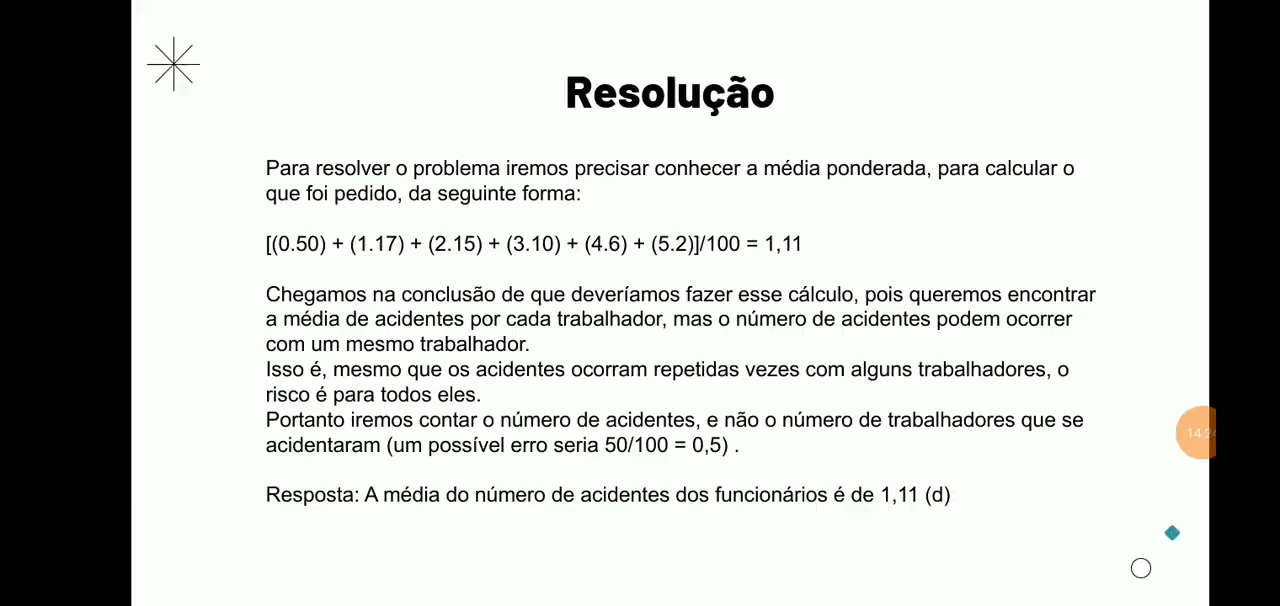 Resolução
Para resolver o problema iremos precisar conhecer a média ponderada, para calcular o
que foi pedido, da seguinte forma:
[(0.50) + (1.17) + (2.15) + (3.10) + (4.6) + (5.2)]/100 = 1,11
Chegamos na conclusão de que deveríamos fazer esse cálculo, pois queremos encontrar
a média de acidentes por cada trabalhador, mas o número de acidentes podem ocorrer
com um mesmo trabalhador.
Isso é, mesmo que os acidentes ocorram repetidas vezes com alguns trabalhadores, o
risco é para todos eles.
Portanto iremos contar o número de acidentes, e não o número de trabalhadores que se
acidentaram (um possível erro seria 50/100 = 0,5) .
Resposta: A média do número de acidentes dos funcionários é de 1,11 (d)